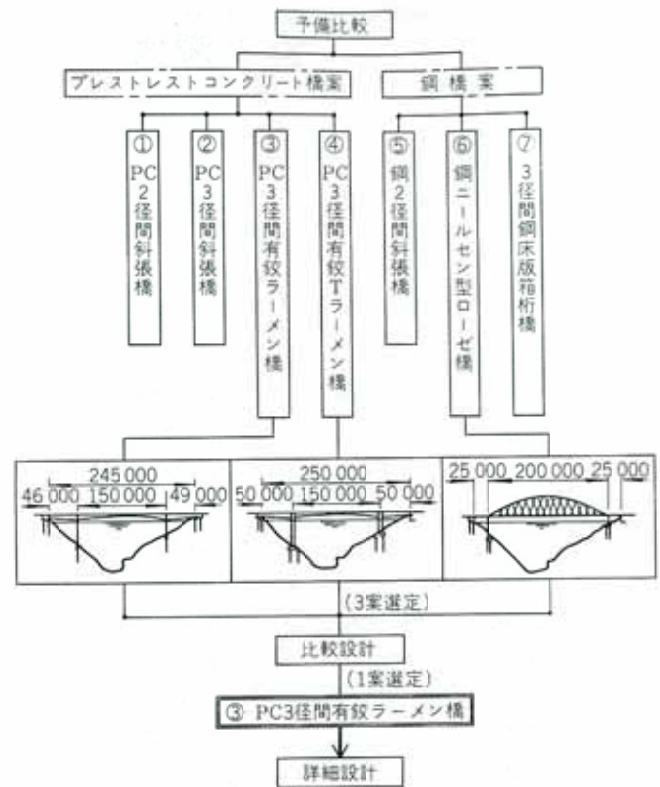 予備比較
プレストレストコンクリート橋案
鋼橋案
① PC2径間斜張橋
② PC3径間斜張橋
③ PC3径間有鉸ラーメン橋
④ PC3径間有鉸Tラーメン橋
⑤ 鋼2径間斜張橋
⑥ 鋼ニールセン型ローゼ橋
⑦ 3径間鋼床版箱桁橋
245 000
46 000 150 000 49 000
250 000
50 000 150 000 50 000
25 000 200 000 25 000
(3案選定)
比較設計
(1案選定)
③ PC3径間有鉸ラーメン橋
詳細設計